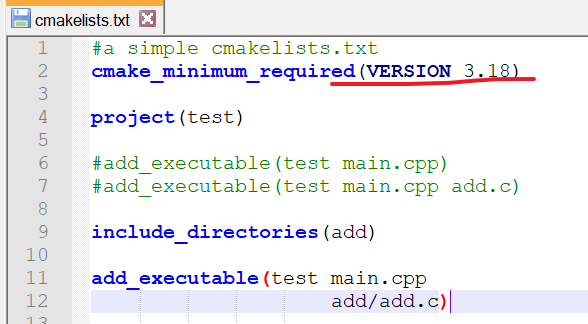 cmakelists.txt
1 #a simple cmakelists.txt
2 cmake_minimum_required(VERSION 3.18)
3
4 project(test)
5
6 #add_executable(test main.cpp)
7 #add_executable(test main.cpp add.c)
8
9 include_directories(add)
10
11 add_executable(test main.cpp
12 add/add.c)
13